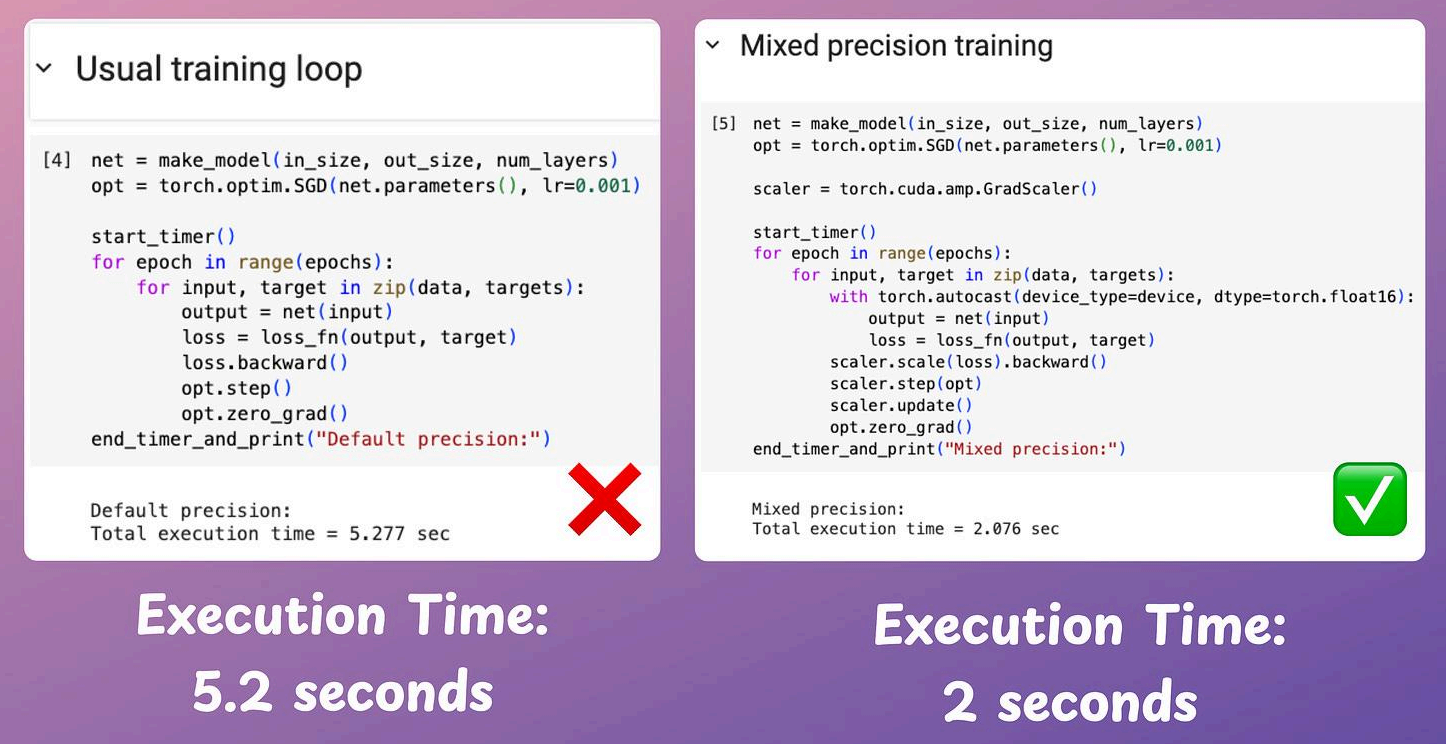 Usual training loop
[4] net = make_model(in_size, out_size, num_layers)
opt = torch.optim.SGD(net.parameters(), lr=0.001)
start_timer()
for epoch in range(epochs):
    for input, target in zip(data, targets):
        output = net(input)
        loss = loss_fn(output, target)
        loss.backward()
        opt.step()
        opt.zero_grad()
end_timer_and_print("Default precision:")
Default precision:
Total execution time = 5.277 sec
Execution Time:
5.2 seconds
Mixed precision training
[5] net = make_model(in_size, out_size, num_layers)
opt = torch.optim.SGD(net.parameters(), lr=0.001)
scaler = torch.cuda.amp.GradScaler()
start_timer()
for epoch in range(epochs):
    for input, target in zip(data, targets):
        with torch.autocast(device_type=device, dtype=torch.float16):
            output = net(input)
            loss = loss_fn(output, target)
        scaler.scale(loss).backward()
        scaler.step(opt)
        scaler.update()
        opt.zero_grad()
end_timer_and_print("Mixed precision:")
Mixed precision:
Total execution time = 2.076 sec
Execution Time:
2 seconds